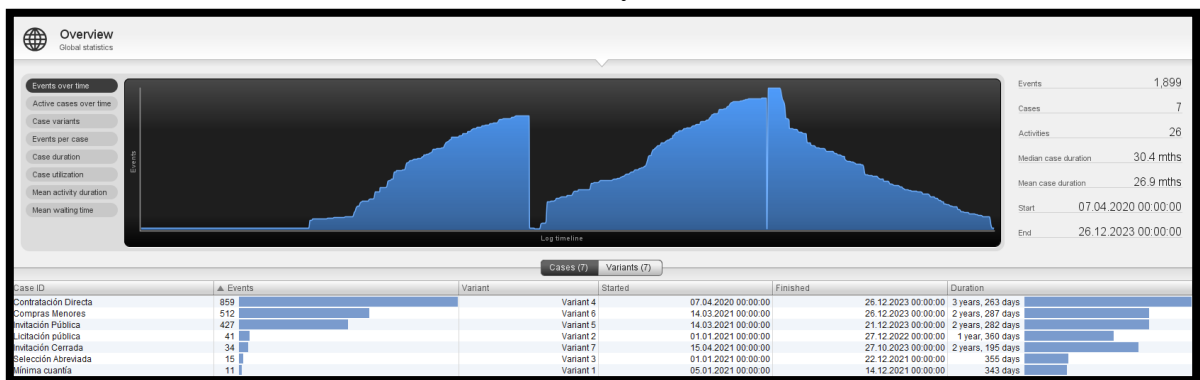 Overview
Global statistics
Events over time
Active cases over time
Case variants
Events per case
Case duration
Case utilization
Mean activity duration
Mean waiting time
Events
Log timeline
Events 1,899
Cases 7
Activities 26
Median case duration 30.4 mths
Mean case duration 26.9 mths
Start 07.04.2020 00:00:00
End 26.12.2023 00:00:00
Cases (7) Variants (7)
Case ID ▲ Events Variant Started Finished Duration
Contratación Directa 859 Variant 4 07.04.2020 00:00:00 26.12.2023 00:00:00 3 years, 263 days
Compras Menores 512 Variant 6 14.03.2021 00:00:00 26.12.2023 00:00:00 2 years, 287 days
Invitación Pública 427 Variant 5 14.03.2021 00:00:00 21.12.2023 00:00:00 2 years, 282 days
Licitación pública 41 Variant 2 01.01.2021 00:00:00 27.12.2022 00:00:00 1 year, 360 days
Invitación Cerrada 34 Variant 7 15.04.2021 00:00:00 27.10.2023 00:00:00 2 years, 195 days
Selección Abreviada 15 Variant 3 01.01.2021 00:00:00 22.12.2021 00:00:00 355 days
Mínima cuantía 11 Variant 1 05.01.2021 00:00:00 14.12.2021 00:00:00 343 days